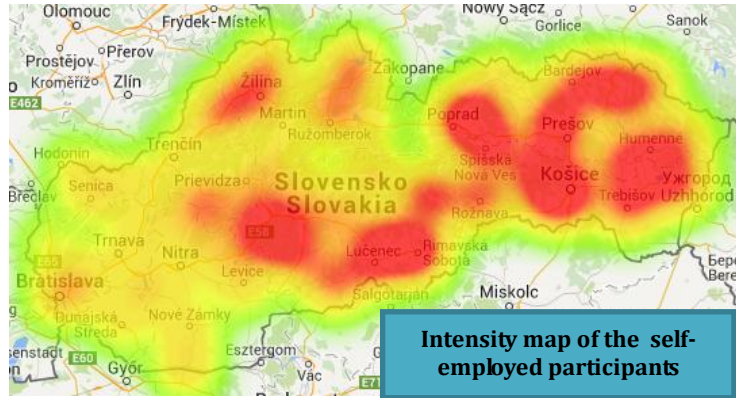 Olomouc
Frýdek-Místek
Nowy Sącz
Gorlice
Sanok
Prostějov
Přerov
Kroměříž
Zlín
E462
Žilina
Zakopane
Bardejov
Martin
Ružomberok
Poprad
Prešov
Humenne
Hodonín
Trenčín
Spišská
Nová Ves
Břeclav
Senica
Prievidza
Slovensko
Slovakia
Košice
Ужгород
Uzhhorod
Trebišov
Rožňava
Trnava
Nitra
E58
Lučenec
Rimavská
Sobota
E58
Bratislava
Levice
Miskolc
Salgótarján
Dunajská
Streda
Nové Zámky
E60
Győr
Esztergom
Vác
E71
Intensity map of the self-
employed participants